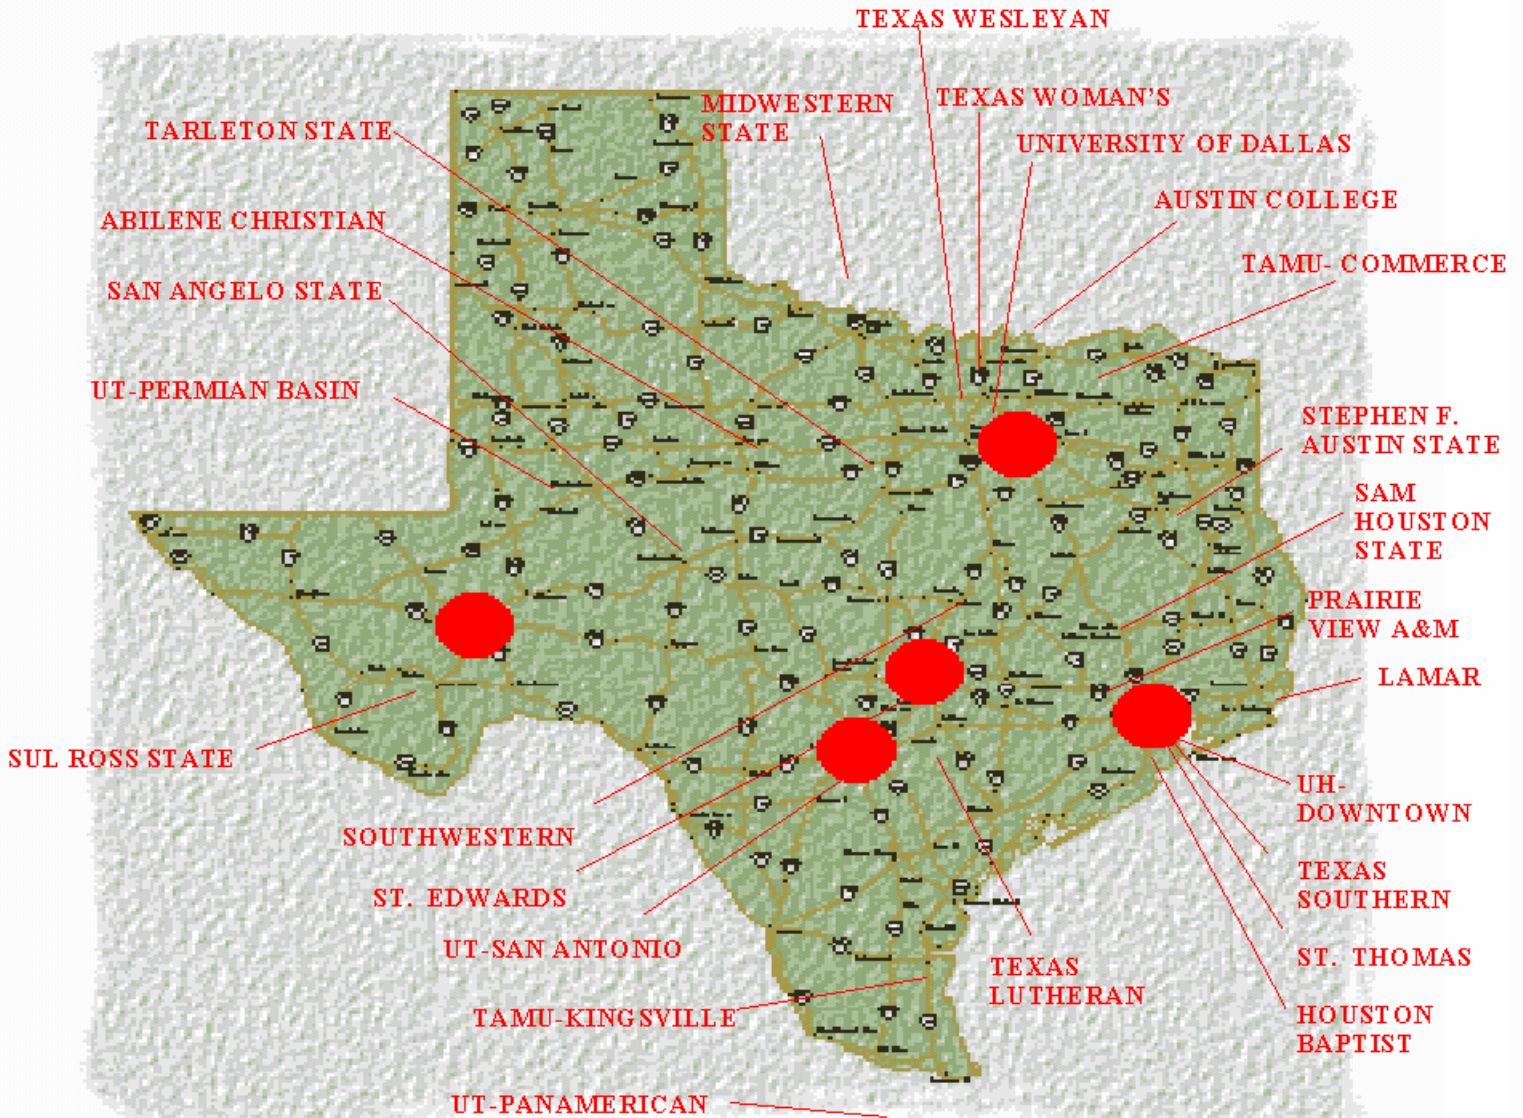 TEXAS WESLEYAN
MIDWESTERN
STATE
TEXAS WOMAN'S
TARLETON STATE
UNIVERSITY OF DALLAS
AUSTIN COLLEGE
ABILENE CHRISTIAN
TAMU- COMMERCE
SAN ANGELO STATE
UT-PERMIAN BASIN
STEPHEN F.
AUSTIN STATE
SAM
HOUSTON
STATE
PRAIRIE
VIEW A&M
LAMAR
SUL ROSS STATE
UH-
DOWNTOWN
SOUTHWESTERN
TEXAS
SOUTHERN
ST. EDWARDS
UT-SAN ANTONIO
ST. THOMAS
TEXAS
LUTHERAN
TAMU-KINGSVILLE
HOUSTON
BAPTIST
UT-PANAMERICAN